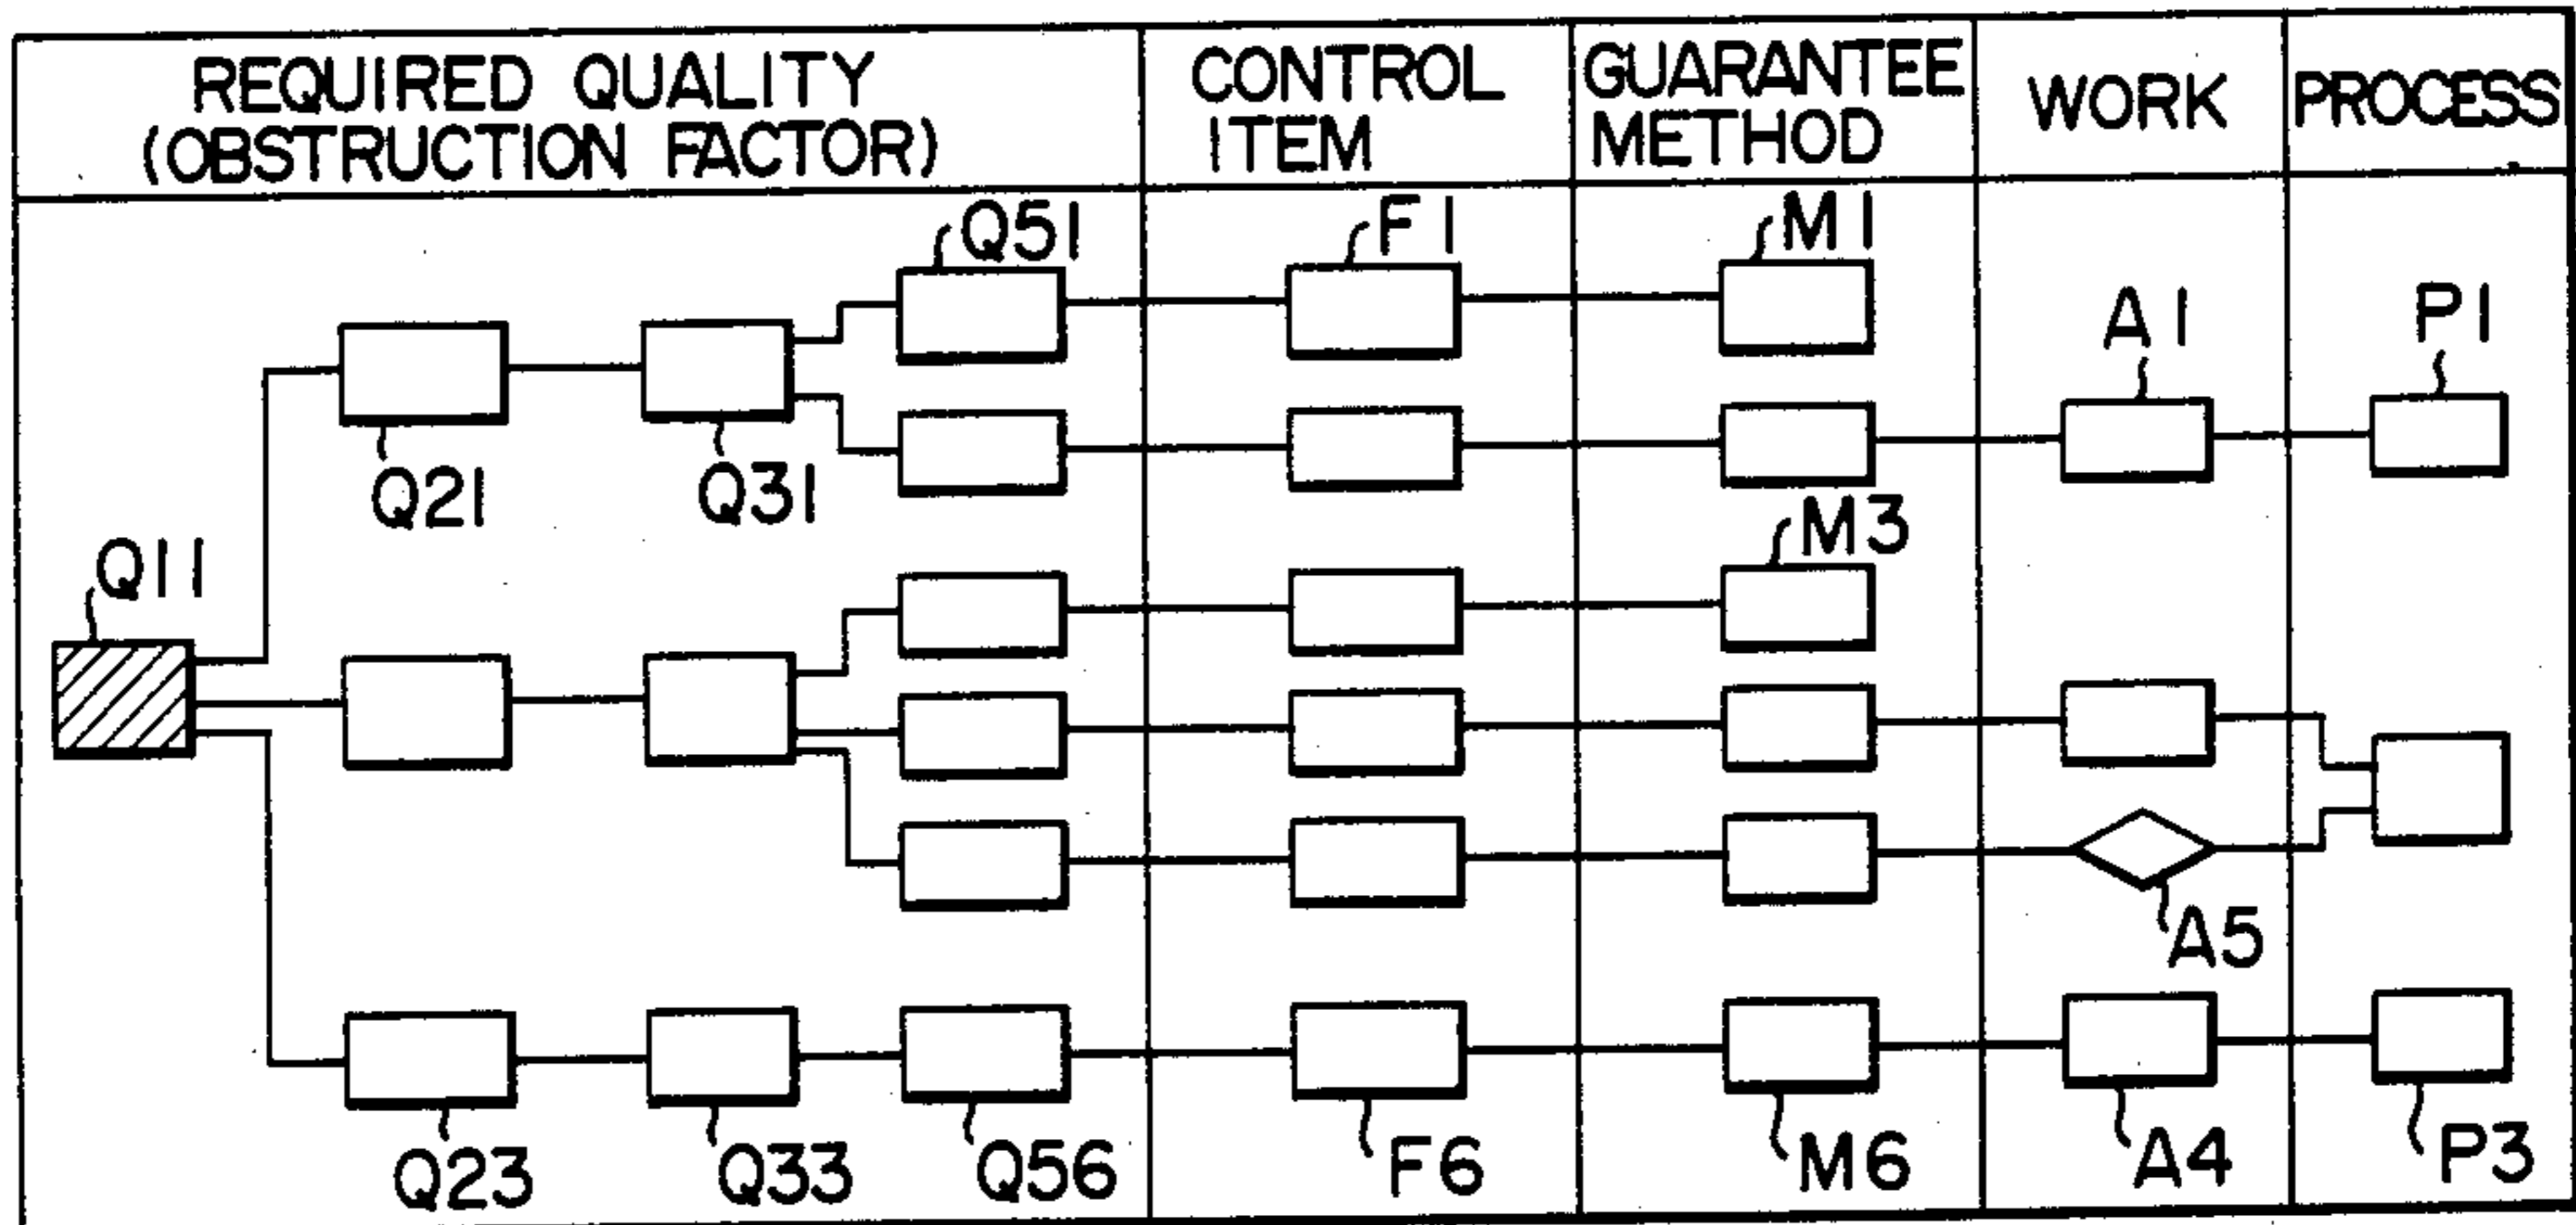 REQUIRED QUALITY
(OBSTRUCTION FACTOR)
CONTROL
ITEM
GUARANTEE
METHOD
WORK
PROCESS
Q51
F1
M1
A1
P1
Q21
Q31
M3
Q11
A5
Q23
Q33
Q56
F6
M6
A4
P3